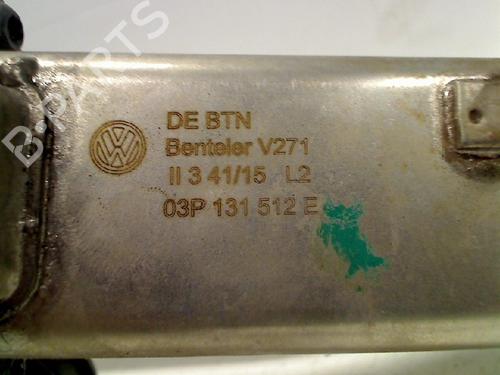 B-PARTS
DE BTN
Benteler V271
II 3 41/15 L2
03P 131 512 E